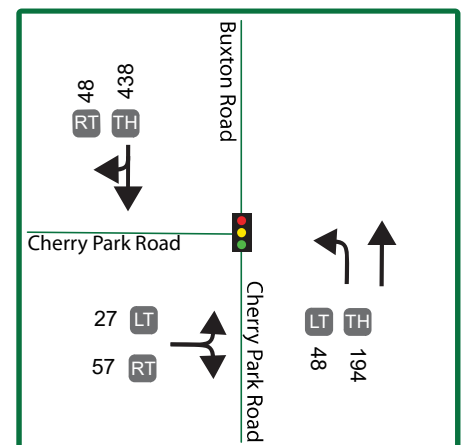 Buxton Road
48 438
RT TH
Cherry Park Road
27 LT
57 RT
Cherry Park Road
LT TH
48 194